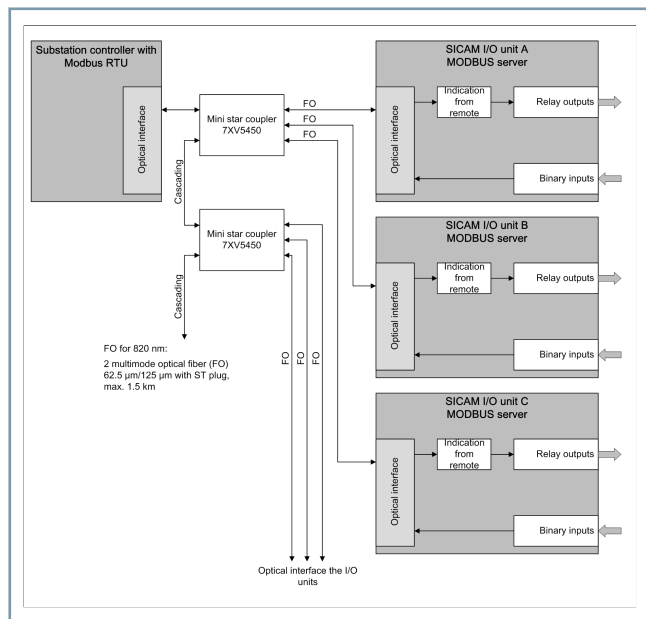 Substation controller with
Modbus RTU
Optical interface
Mini star coupler
7XV5450
FO
FO
FO
Cascading
Mini star coupler
7XV5450
Cascading
FO for 820 nm:
2 multimode optical fiber (FO)
62.5 μm/125 μm with ST plug,
max. 1.5 km
FO
FO
FO
Optical interface the I/O
units
SICAM I/O unit A
MODBUS server
Optical interface
Indication
from
remote
Relay outputs
Binary inputs
SICAM I/O unit B
MODBUS server
Optical interface
Indication
from
remote
Relay outputs
Binary inputs
SICAM I/O unit C
MODBUS server
Optical interface
Indication
from
remote
Relay outputs
Binary inputs